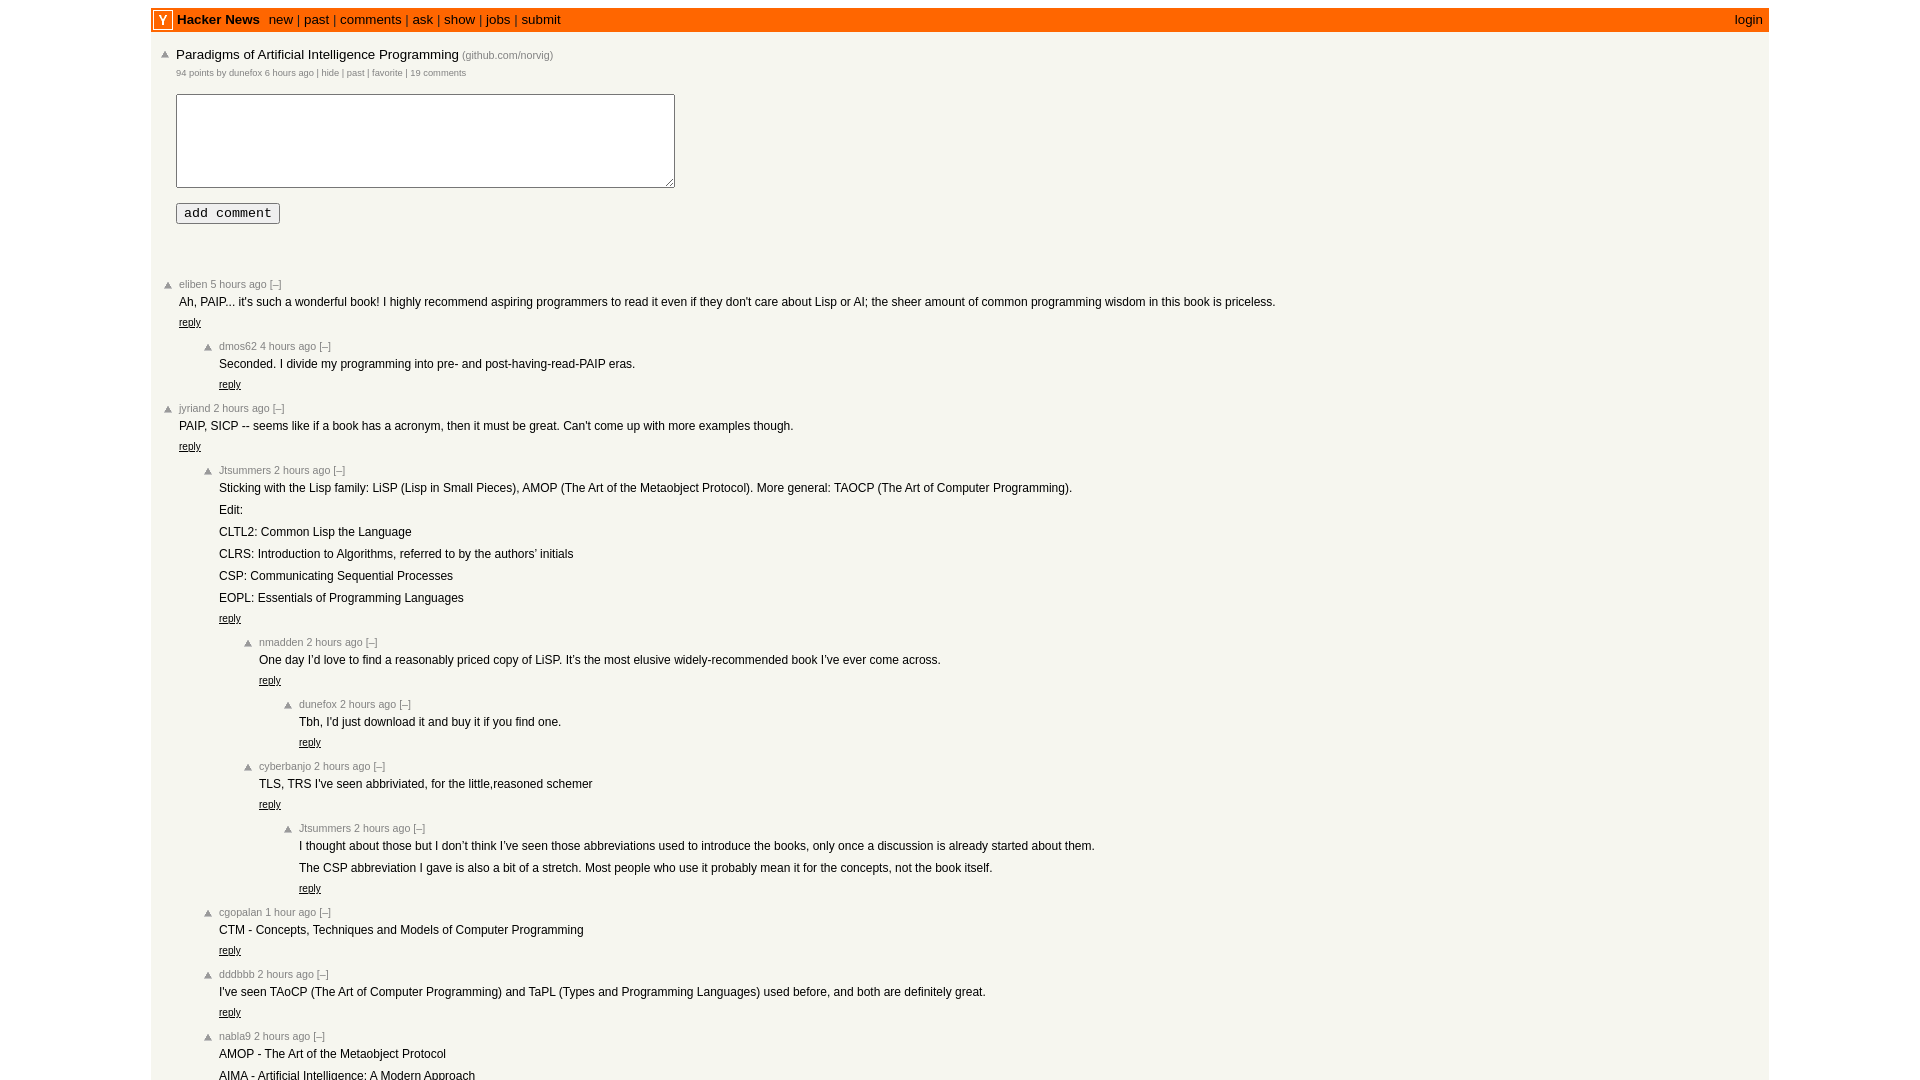 Y Hacker News new | past | comments | ask | show | jobs | submit login
Paradigms of Artificial Intelligence Programming (github.com/norvig)
94 points by dunefox 6 hours ago | hide | past | favorite | 19 comments
add comment
eliben 5 hours ago [–]
Ah, PAIP... it's such a wonderful book! I highly recommend aspiring programmers to read it even if they don't care about Lisp or AI; the sheer amount of common programming wisdom in this book is priceless.
reply
dmos62 4 hours ago [–]
Seconded. I divide my programming into pre- and post-having-read-PAIP eras.
reply
jyriand 2 hours ago [–]
PAIP, SICP -- seems like if a book has a acronym, then it must be great. Can't come up with more examples though.
reply
Jtsummers 2 hours ago [–]
Sticking with the Lisp family: LiSP (Lisp in Small Pieces), AMOP (The Art of the Metaobject Protocol). More general: TAOCP (The Art of Computer Programming).
Edit:
CLTL2: Common Lisp the Language
CLRS: Introduction to Algorithms, referred to by the authors’ initials
CSP: Communicating Sequential Processes
EOPL: Essentials of Programming Languages
reply
nmadden 2 hours ago [–]
One day I’d love to find a reasonably priced copy of LiSP. It’s the most elusive widely-recommended book I’ve ever come across.
reply
dunefox 2 hours ago [–]
Tbh, I'd just download it and buy it if you find one.
reply
cyberbanjo 2 hours ago [–]
TLS, TRS I've seen abbriviated, for the little,reasoned schemer
reply
Jtsummers 2 hours ago [–]
I thought about those but I don’t think I’ve seen those abbreviations used to introduce the books, only once a discussion is already started about them.
The CSP abbreviation I gave is also a bit of a stretch. Most people who use it probably mean it for the concepts, not the book itself.
reply
cgopalan 1 hour ago [–]
CTM - Concepts, Techniques and Models of Computer Programming
reply
dddbbb 2 hours ago [–]
I've seen TAoCP (The Art of Computer Programming) and TaPL (Types and Programming Languages) used before, and both are definitely great.
reply
nabla9 2 hours ago [–]
AMOP - The Art of the Metaobject Protocol
AIMA - Artificial Intelligence: A Modern Approach